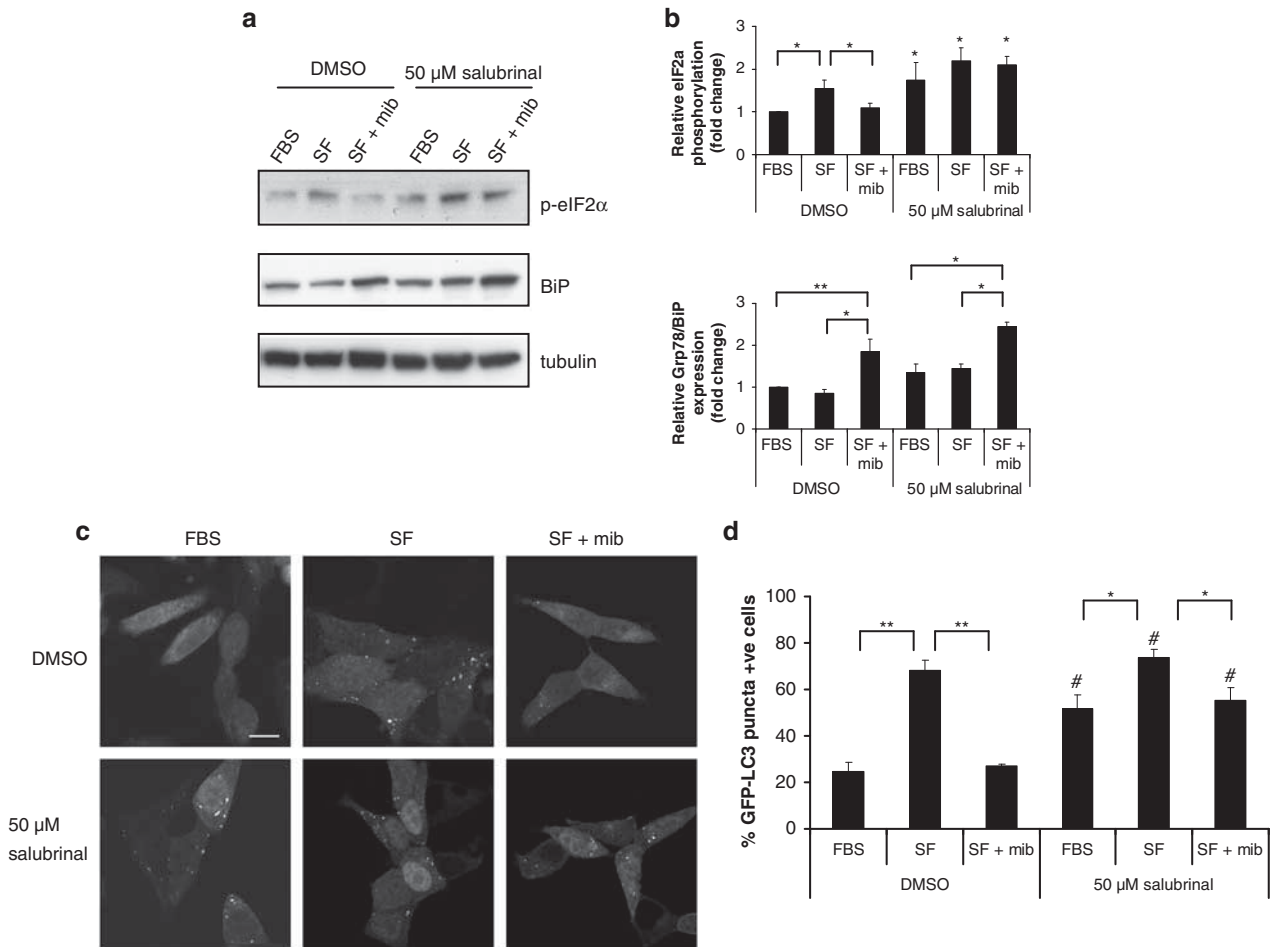 a
DMSO
50 µM salubrinal
FBS
SF
SF + mib
FBS
SF
SF + mib
p-eIF2α
BiP
tubulin
b
Relative eIF2a
phosphorylation
(fold change)
3
2
1
0
*
*
*
*
*
FBS
SF
SF +
mib
FBS
SF
SF +
mib
DMSO
50 µM salubrinal
Relative Grp78/BiP
expression
(fold change)
3
2
1
0
**
*
*
*
FBS
SF
SF +
mib
FBS
SF
SF +
mib
DMSO
50 µM salubrinal
c
FBS
SF
SF + mib
DMSO
50 µM
salubrinal
d
% GFP-LC3 puncta +ve cells
100
80
60
40
20
0
**
**
*
*
#
#
#
FBS
SF
SF + mib
FBS
SF
SF + mib
DMSO
50 µM salubrinal